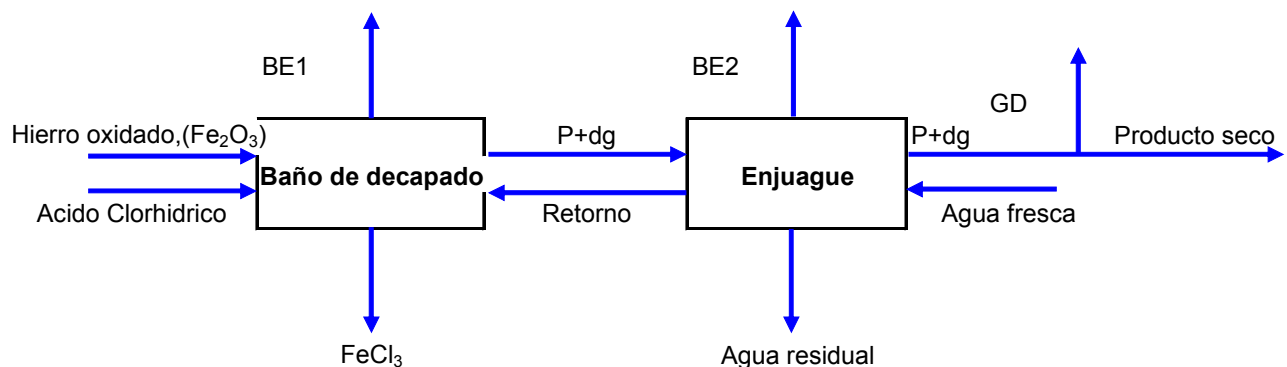 BE1
BE2
GD
Hierro oxidado,(Fe₂O₃)
P+dg
P+dg
Producto seco
Baño de decapado
Enjuague
Acido Clorhidrico
Retorno
Agua fresca
FeCl₃
Agua residual